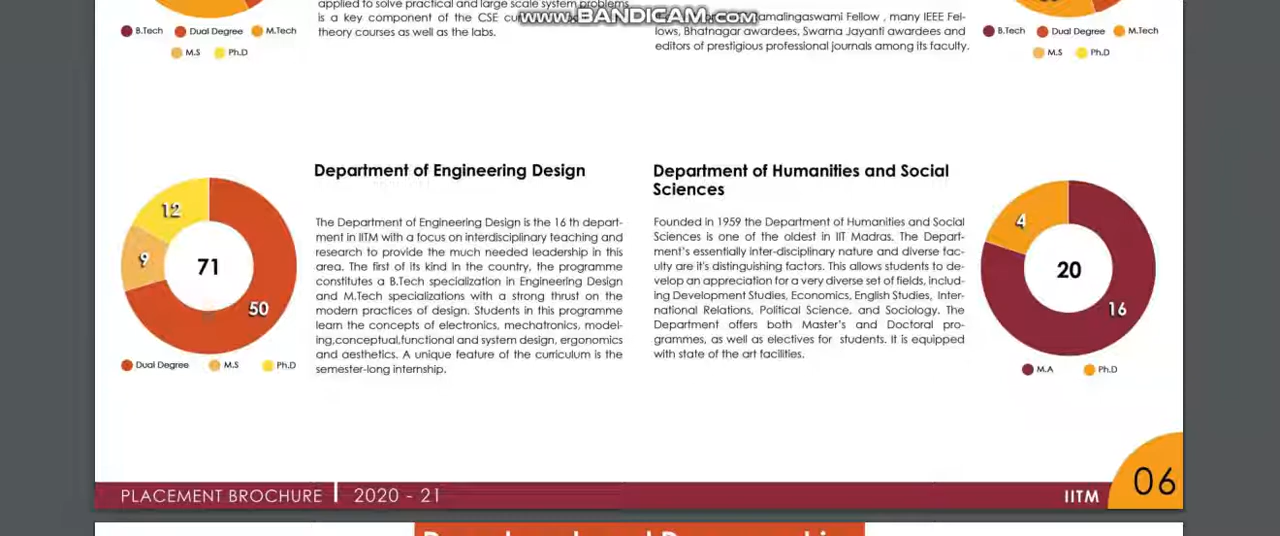 applied to solve practical and large scale system problems
is a key component of the CSE
theory courses as well as the labs.
www.BANDICAM.com
amalingaswami Fellow , many IEEE Fel-
lows, Bhatnagar awardees, Swarna Jayanti awardees and
editors of prestigious professional journals among its faculty.
B.Tech Dual Degree M.Tech
M.S Ph.D
B.Tech Dual Degree M.Tech
M.S Ph.D
12
9
71
50
Dual Degree M.S Ph.D
Department of Engineering Design
The Department of Engineering Design is the 16 th depart-
ment in IITM with a focus on interdisciplinary teaching and
research to provide the much needed leadership in this
area. The first of its kind in the country, the programme
constitutes a B.Tech specialization in Engineering Design
and M.Tech specializations with a strong thrust on the
modern practices of design. Students in this programme
learn the concepts of electronics, mechatronics, model-
ing,conceptual,functional and system design, ergonomics
and aesthetics. A unique feature of the curriculum is the
semester-long internship.
Department of Humanities and Social
Sciences
Founded in 1959 the Department of Humanities and Social
Sciences is one of the oldest in IIT Madras. The Depart-
ment's essentially inter-disciplinary nature and diverse fac-
ulty are it's distinguishing factors. This allows students to de-
velop an appreciation for a very diverse set of fields, includ-
ing Development Studies, Economics, English Studies, Inter-
national Relations, Political Science, and Sociology. The
Department offers both Master's and Doctoral pro-
grammes, as well as electives for students. It is equipped
with state of the art facilities.
4
20
16
M.A Ph.D
PLACEMENT BROCHURE | 2020 - 21
IITM
06